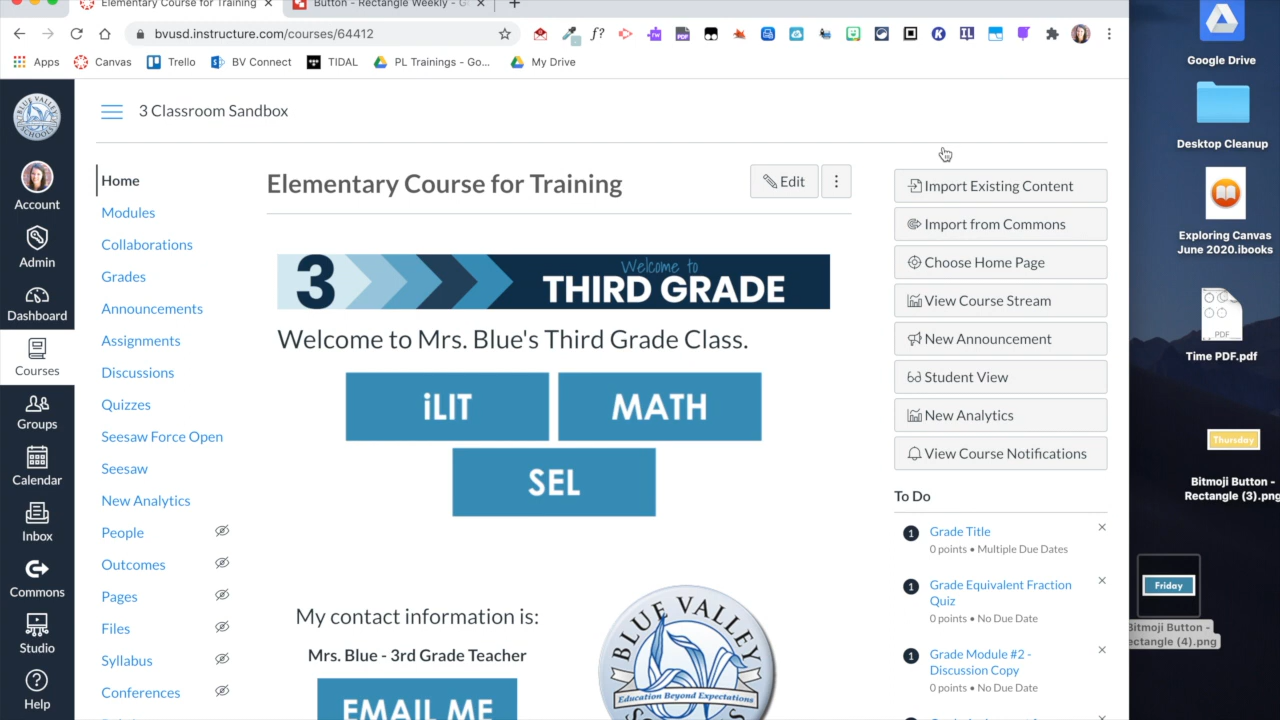 Elementary Course for Training
Button - Rectangle Weekly - G
bvusd.instructure.com/courses/64412
Apps
Canvas
Trello
BV Connect
TIDAL
PL Trainings - Go...
My Drive
BLUE VALLEY
SCHOOLS
3 Classroom Sandbox
Account
Admin
Dashboard
Courses
Groups
Calendar
Inbox
Commons
Studio
Help
Home
Modules
Collaborations
Grades
Announcements
Assignments
Discussions
Quizzes
Seesaw Force Open
Seesaw
New Analytics
People
Outcomes
Pages
Files
Syllabus
Conferences
Elementary Course for Training
Edit
3
Welcome to
THIRD GRADE
Welcome to Mrs. Blue's Third Grade Class.
iLIT
MATH
SEL
My contact information is:
Mrs. Blue - 3rd Grade Teacher
EMAIL ME
BLUE VALLEY
Education Beyond Expectations
Import Existing Content
Import from Commons
Choose Home Page
View Course Stream
New Announcement
Student View
New Analytics
View Course Notifications
To Do
1
Grade Title
0 points • Multiple Due Dates
1
Grade Equivalent Fraction
Quiz
0 points • No Due Date
1
Grade Module #2 -
Discussion Copy
0 points • No Due Date
Google Drive
Desktop Cleanup
Exploring Canvas
June 2020.ibooks
PDF
Time PDF.pdf
Thursday
Bitmoji Button -
Rectangle (3).png
Friday
Bitmoji Button -
ectangle (4).png